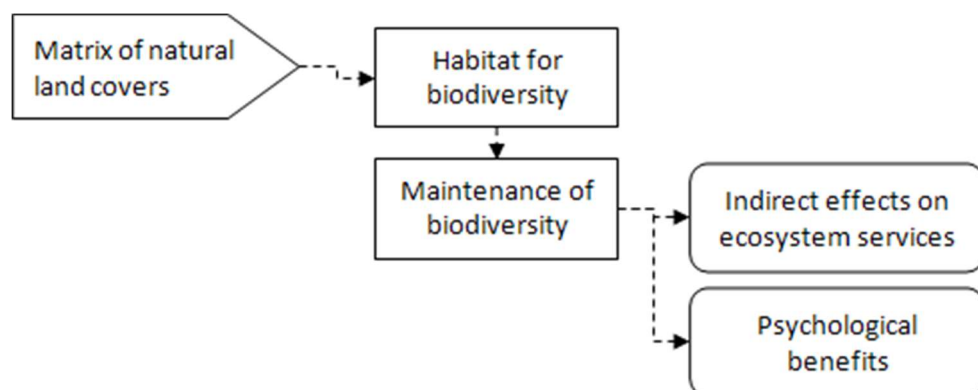 Matrix of natural
land covers
Habitat for
biodiversity
Maintenance of
biodiversity
Indirect effects on
ecosystem services
Psychological
benefits